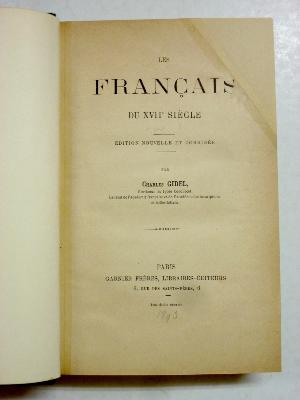 LES
FRANÇAIS
DU XVIIe SIÈCLE
ÉDITION NOUVELLE ET CORRIGÉE
PAR
CHARLES GIDEL,
PARIS
GARNIER FRÈRES, LIBRAIRES-ÉDITEURS
6, RUE DES SAINTS-PÈRES, 6